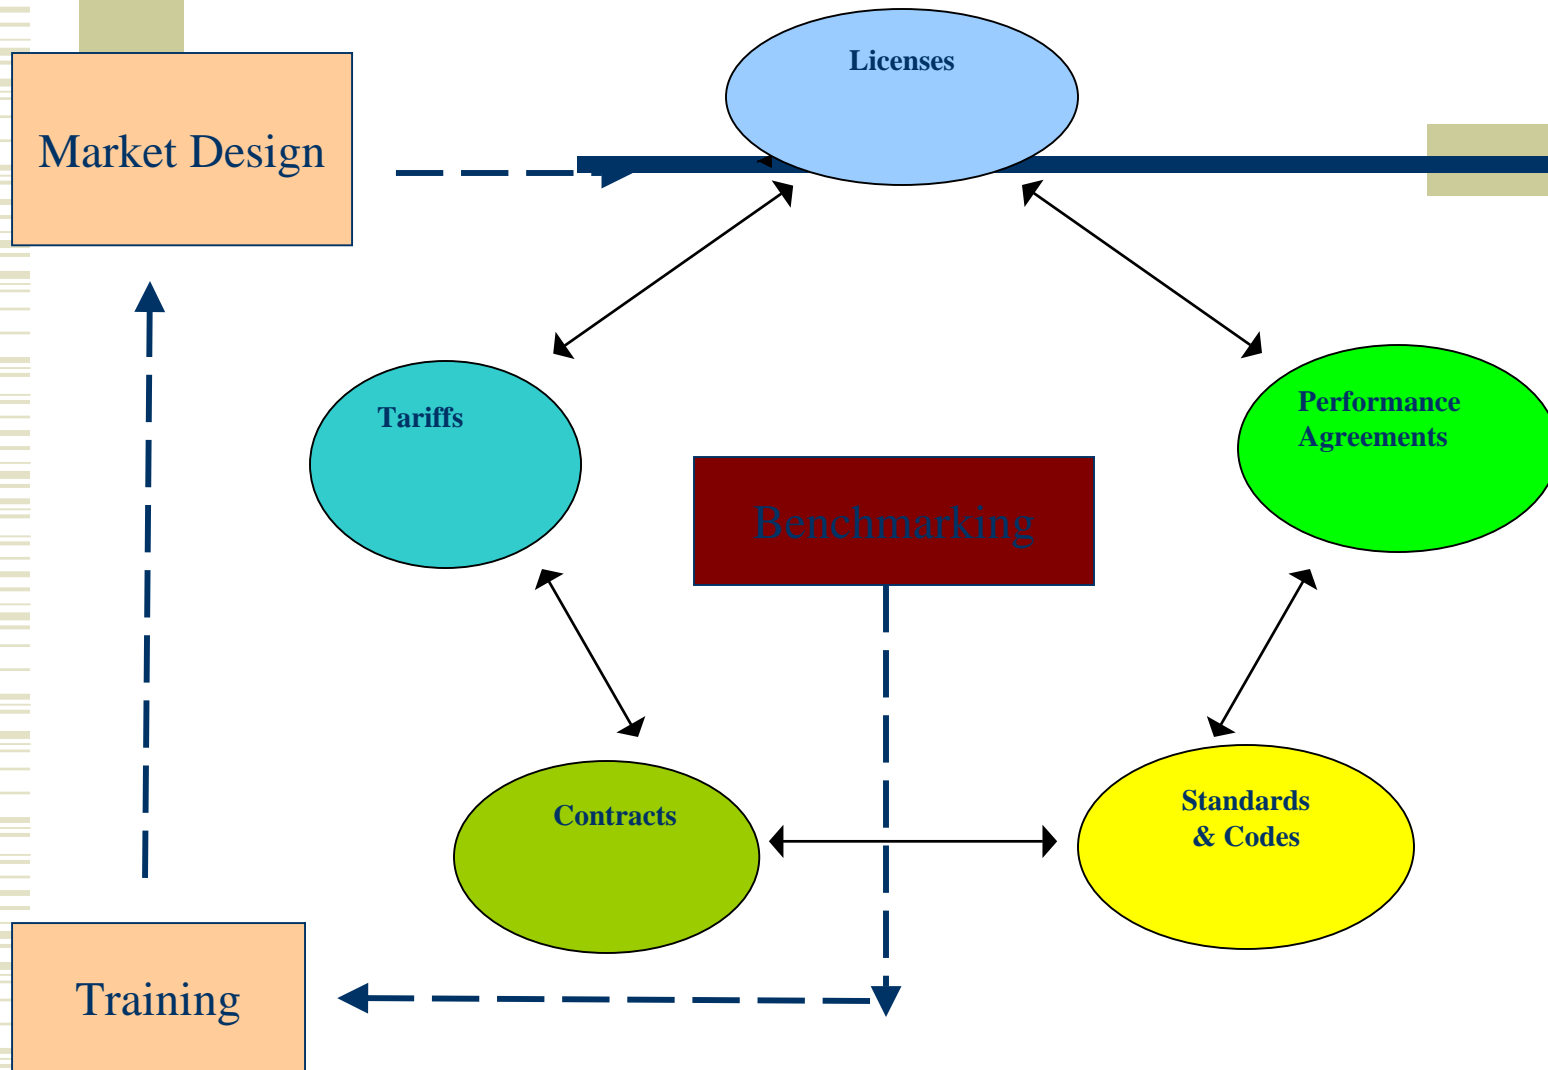 Licenses
Market Design
Tariffs
Performance
Agreements
Benchmarking
Contracts
Standards
& Codes
Training